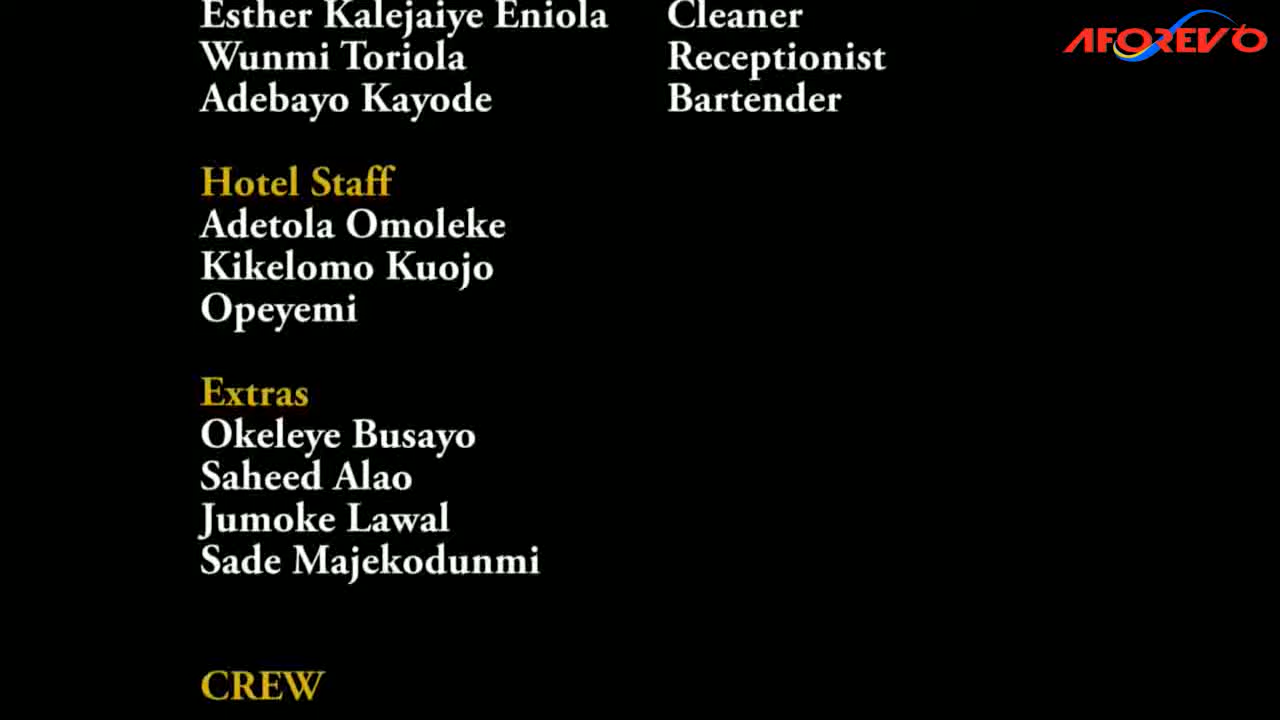 Esther Kalejaiye Eniola Cleaner
Wunmi Toriola Receptionist
Adebayo Kayode Bartender
Hotel Staff
Adetola Omoleke
Kikelomo Kuojo
Opeyemi
Extras
Okeleye Busayo
Saheed Alao
Jumoke Lawal
Sade Majekodunmi
CREW
AFOREVO